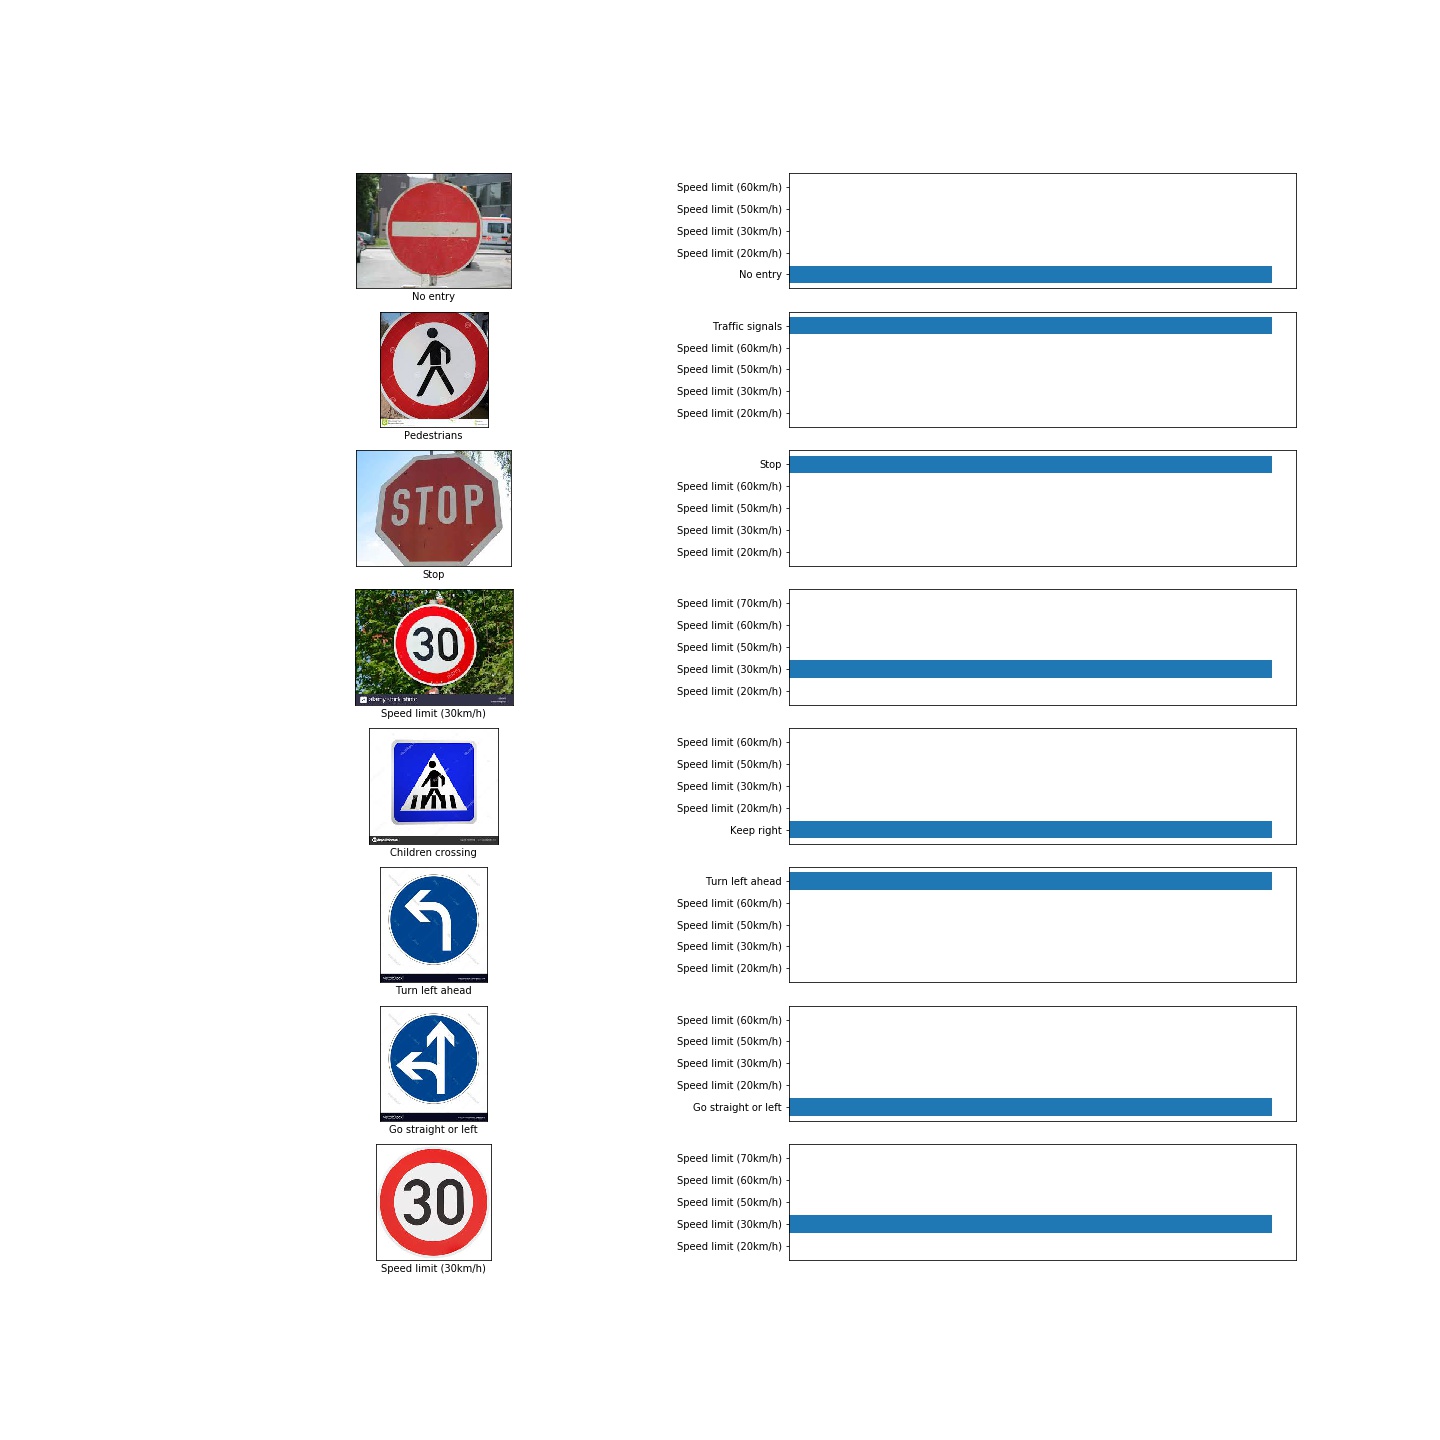 Speed limit (60km/h)
Speed limit (50km/h)
Speed limit (30km/h)
Speed limit (20km/h)
No entry
No entry
Traffic signals
Speed limit (60km/h)
Speed limit (50km/h)
Speed limit (30km/h)
Speed limit (20km/h)
Pedestrians
STOP
Stop
Speed limit (60km/h)
Speed limit (50km/h)
Speed limit (30km/h)
Speed limit (20km/h)
Stop
30
Speed limit (70km/h)
Speed limit (60km/h)
Speed limit (50km/h)
Speed limit (30km/h)
Speed limit (20km/h)
Speed limit (30km/h)
Speed limit (60km/h)
Speed limit (50km/h)
Speed limit (30km/h)
Speed limit (20km/h)
Keep right
Children crossing
Turn left ahead
Speed limit (60km/h)
Speed limit (50km/h)
Speed limit (30km/h)
Speed limit (20km/h)
Turn left ahead
Speed limit (60km/h)
Speed limit (50km/h)
Speed limit (30km/h)
Speed limit (20km/h)
Go straight or left
Go straight or left
30
Speed limit (70km/h)
Speed limit (60km/h)
Speed limit (50km/h)
Speed limit (30km/h)
Speed limit (20km/h)
Speed limit (30km/h)